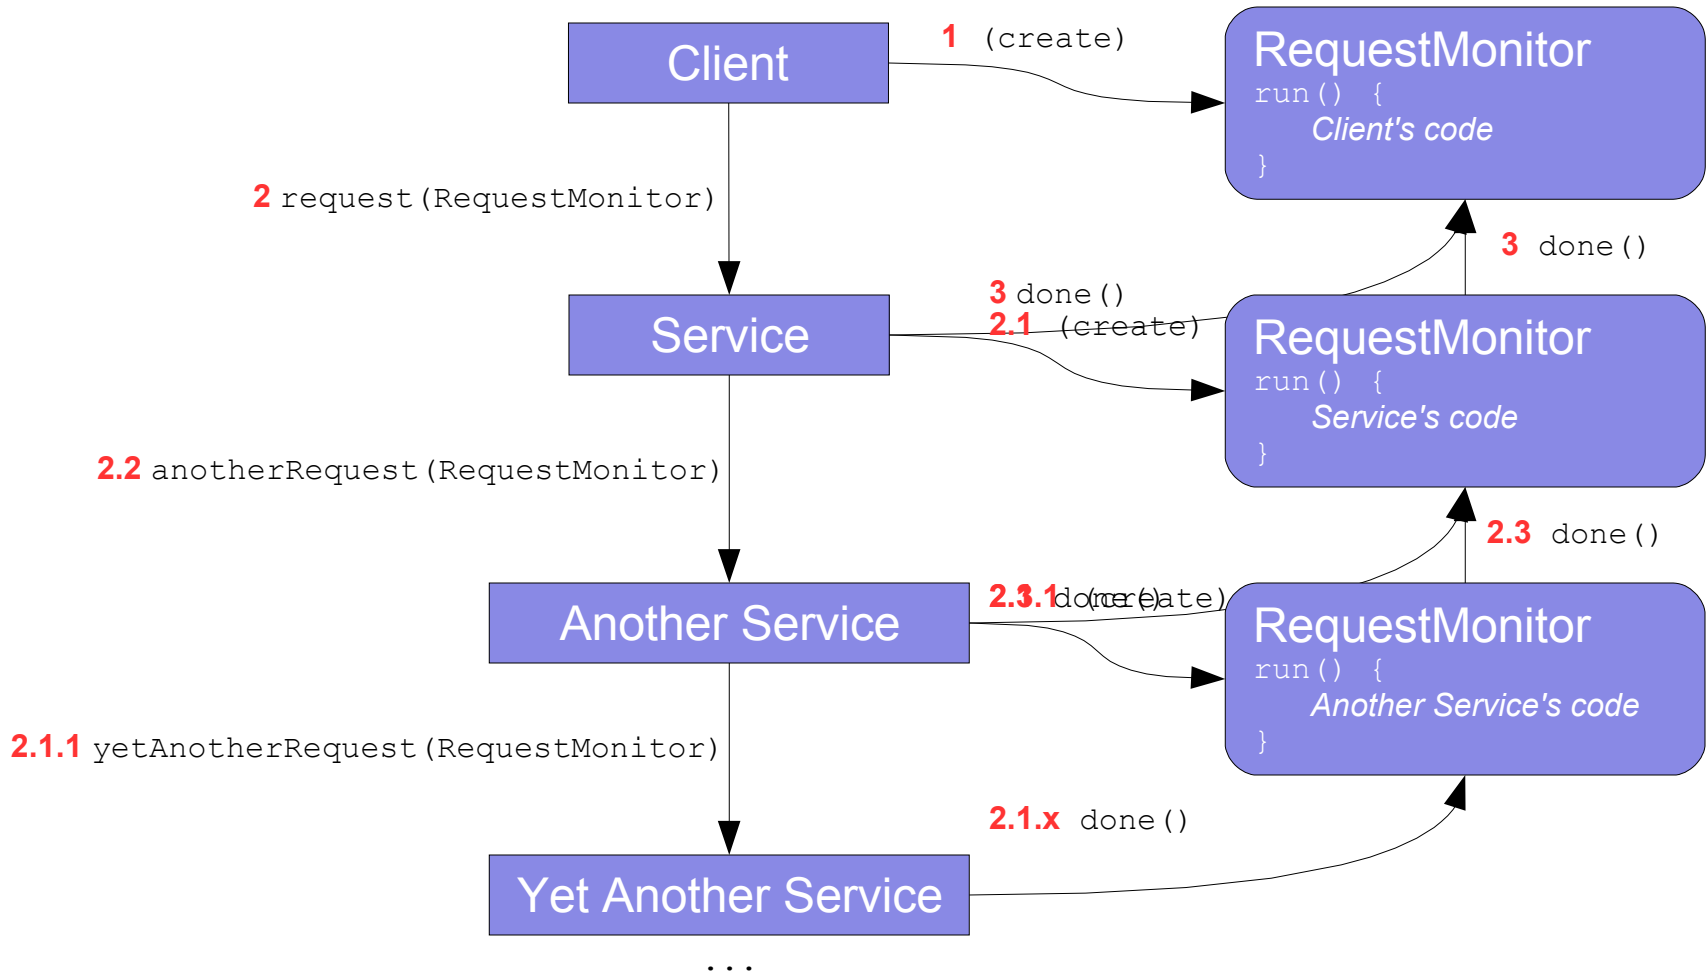 Client
1 (create)
RequestMonitor
run() {
Client's code
}
2 request(RequestMonitor)
3 done()
3 done()
2.1 (create)
Service
RequestMonitor
run() {
Service's code
}
2.2 anotherRequest(RequestMonitor)
2.3 done()
done()
(create)
Another Service
RequestMonitor
run() {
Another Service's code
}
2.1.1 yetAnotherRequest(RequestMonitor)
2.1.x done()
Yet Another Service
...